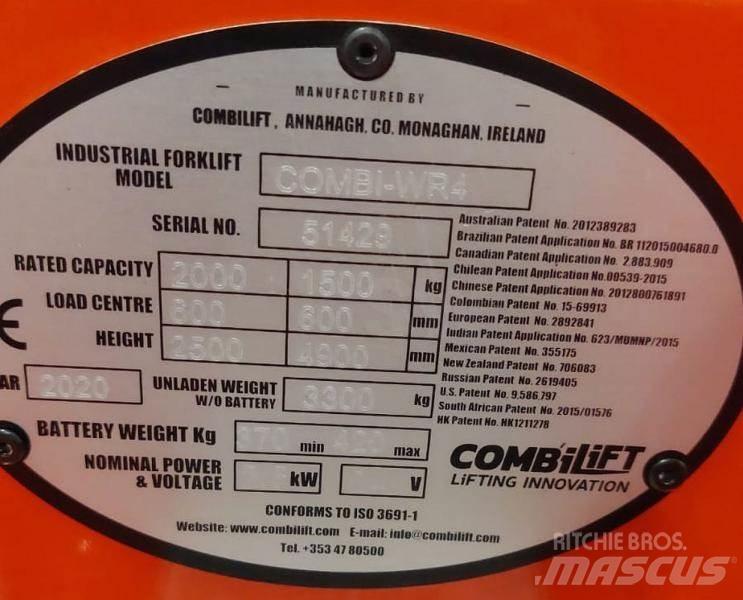 MANUFACTURED BY
COMBILIFT, ANNAHAGH, CO. MONAGHAN, IRELAND
INDUSTRIAL FORKLIFT MODEL COMBI-WR4
SERIAL NO. 51429
RATED CAPACITY 2000 1500 kg
LOAD CENTRE 600 600 mm
HEIGHT 2500 4900 mm
CE
AR 2020
UNLADEN WEIGHT W/O BATTERY 3300 kg
BATTERY WEIGHT Kg 370 min 420 max
NOMINAL POWER & VOLTAGE kW V
Australian Patent No. 2012389283
Brazilian Patent Application No. BR 112015004680.0
Canadian Patent Application No. 2.883.909
Chilean Patent Application No.00539-2015
Chinese Patent Application No. 2012800761891
Colombian Patent No. 15-69913
European Patent No. 2892841
Indian Patent Application No. 623/MUMNP/2015
Mexican Patent No. 355175
New Zealand Patent No. 706083
Russian Patent No. 2619405
U.S. Patent No. 9,586,797
South African Patent No. 2015/01576
HK Patent No. HK1211278
COMBiLiFT
LiFTING INNOVATION
CONFORMS TO ISO 3691-1
Website: www.combilift.com E-mail: info@combilift.com
Tel. +353 47 80500
RITCHIE BROS.
MASCUS